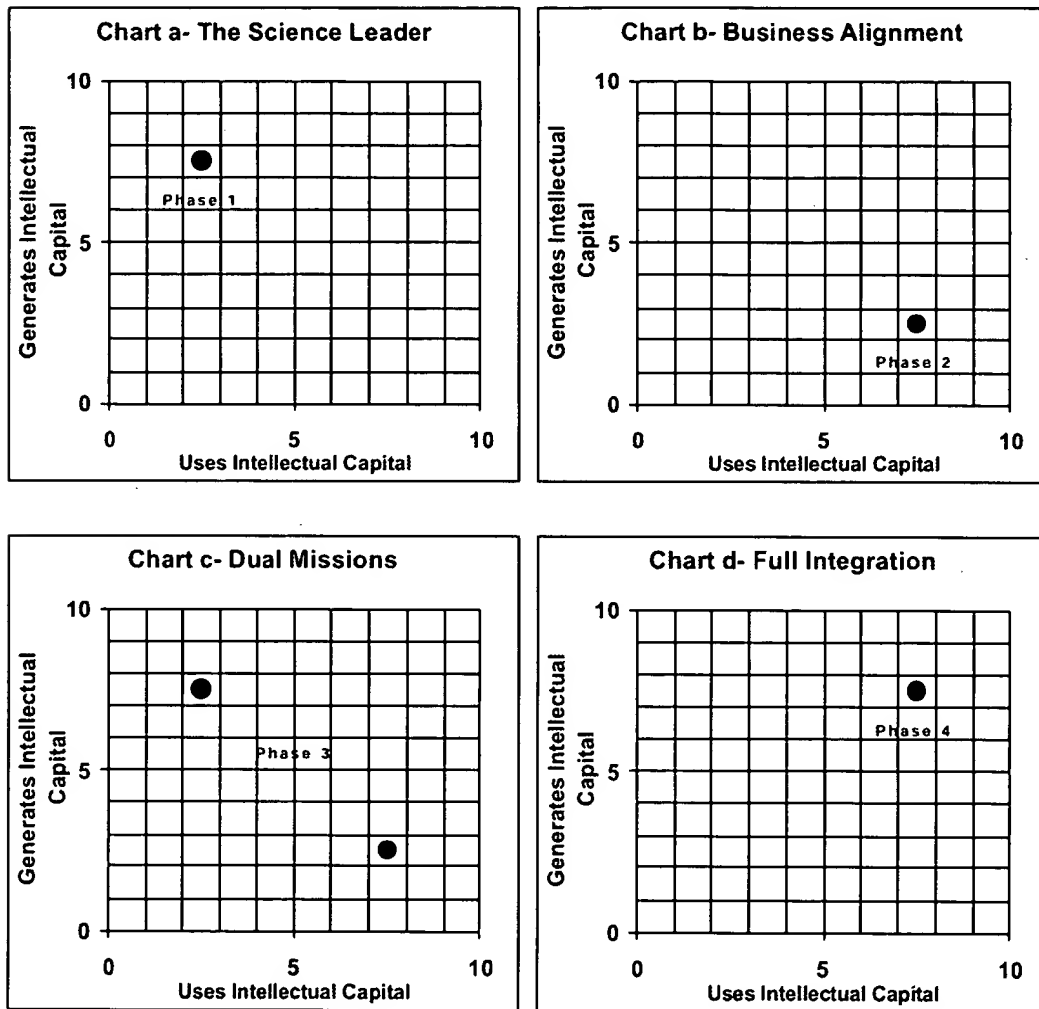 Chart a- The Science Leader
Generates Intellectual
Capital
10
5
0
Phase 1
0 5 10
Uses Intellectual Capital
Chart b- Business Alignment
Generates Intellectual
Capital
10
5
0
Phase 2
0 5 10
Uses Intellectual Capital
Chart c- Dual Missions
Generates Intellectual
Capital
10
5
0
Phase 3
0 5 10
Uses Intellectual Capital
Chart d- Full Integration
Generates Intellectual
Capital
10
5
0
Phase 4
0 5 10
Uses Intellectual Capital